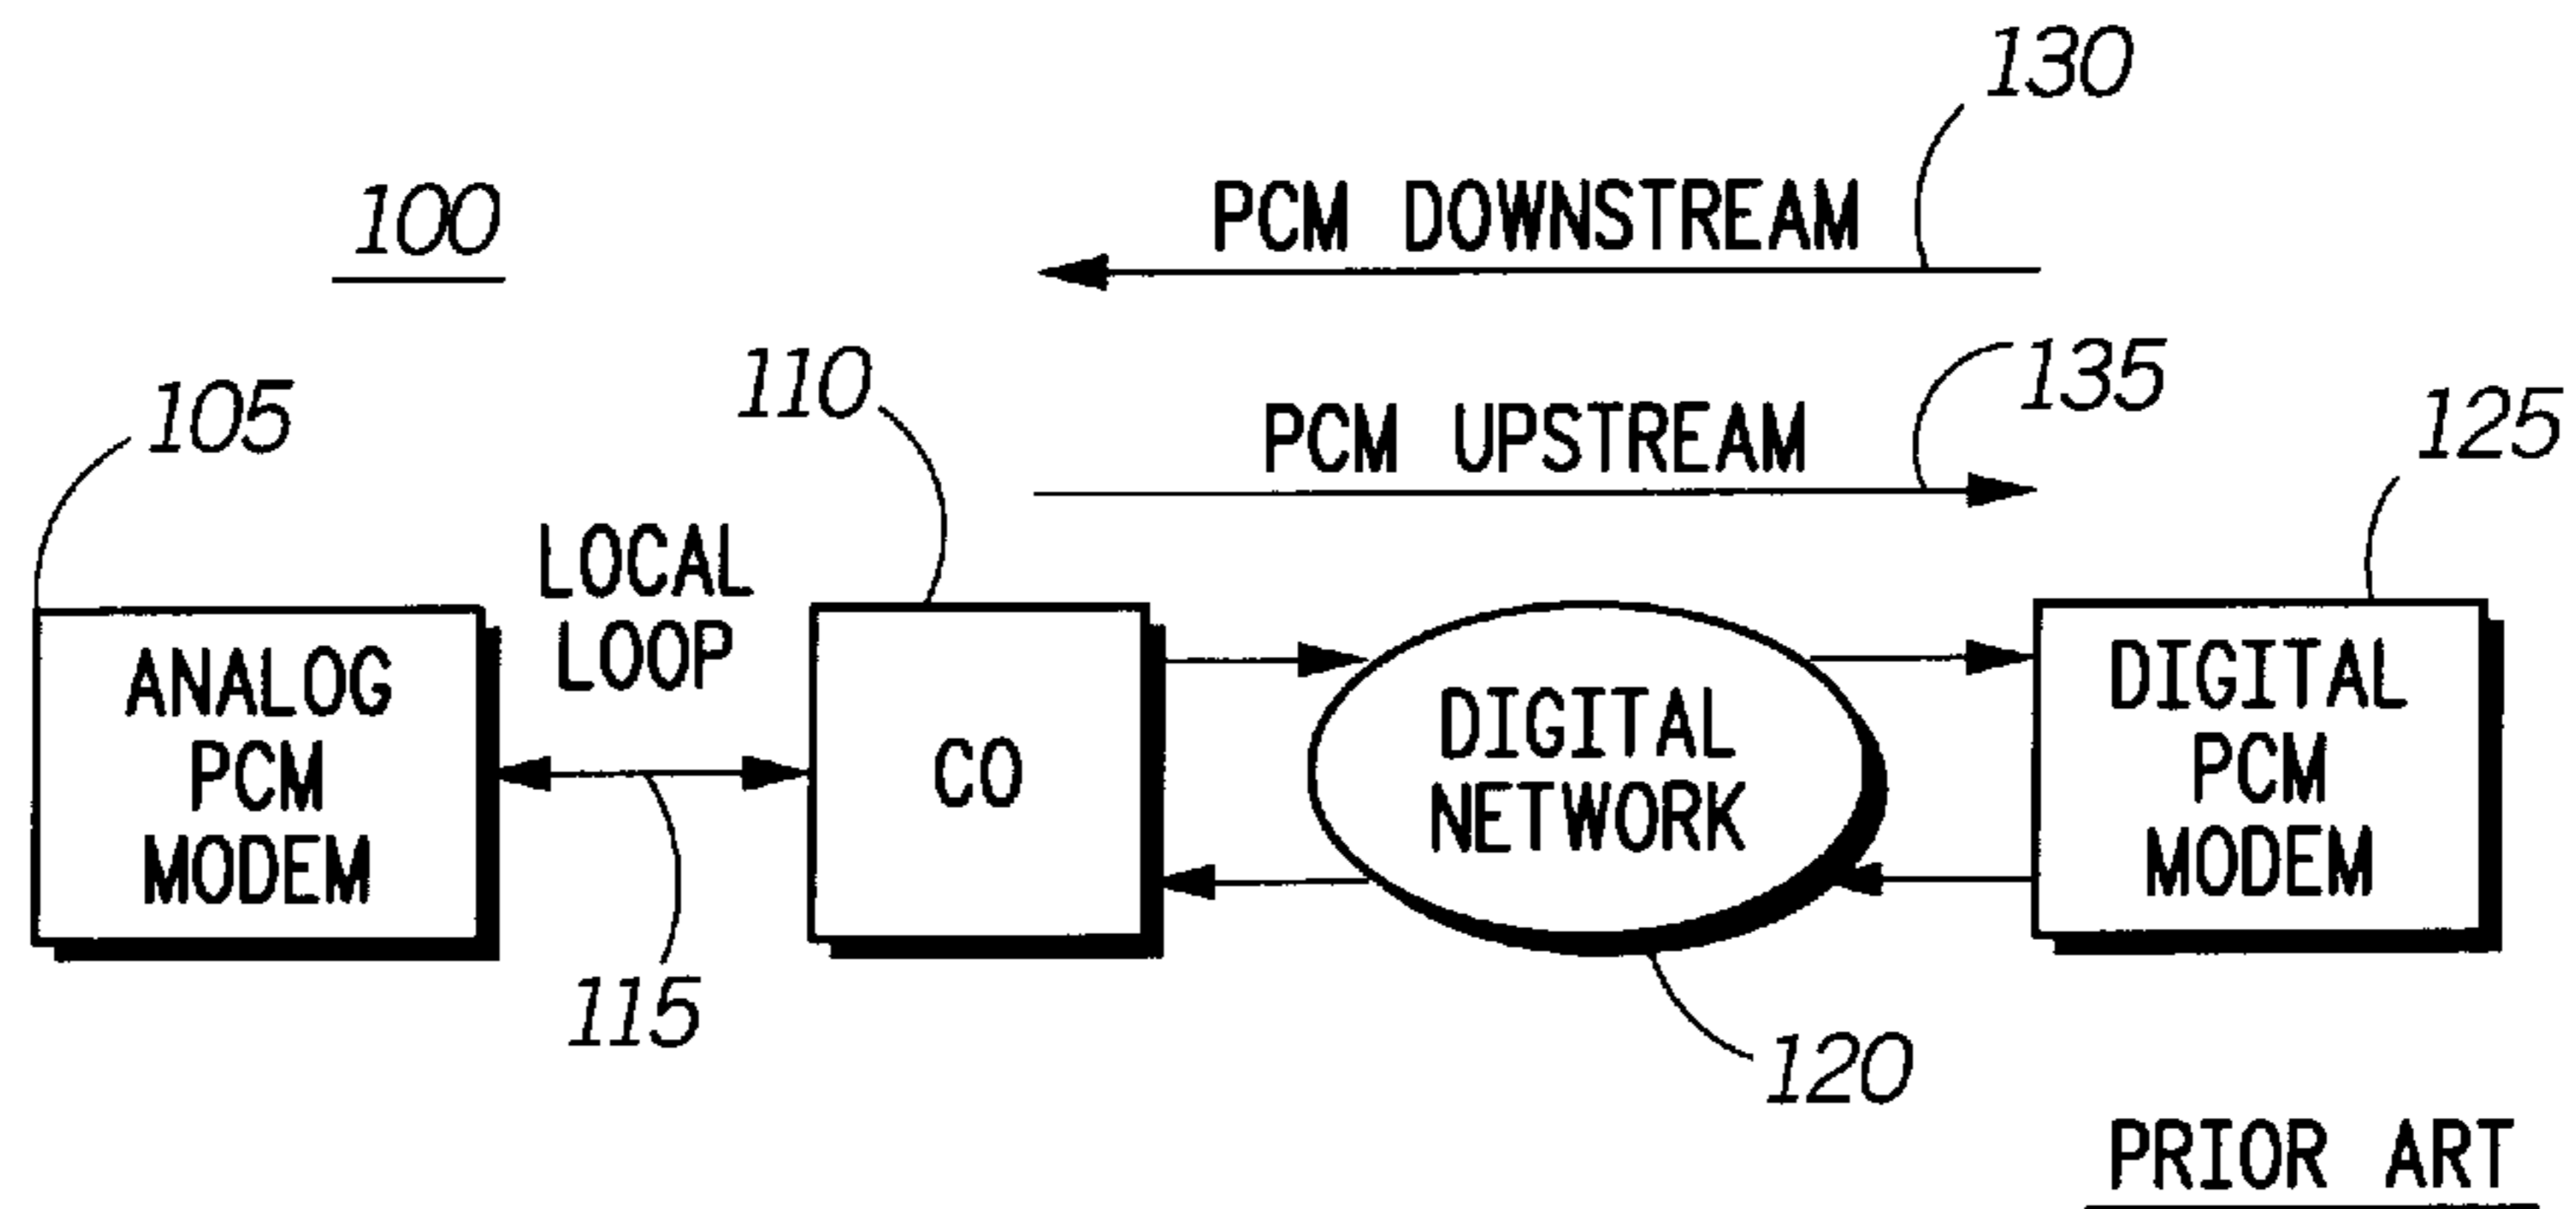 130
100
PCM DOWNSTREAM
110
135
105
PCM UPSTREAM
125
LOCAL
LOOP
ANALOG
PCM
MODEM
CO
DIGITAL
NETWORK
DIGITAL
PCM
MODEM
115
120
PRIOR ART